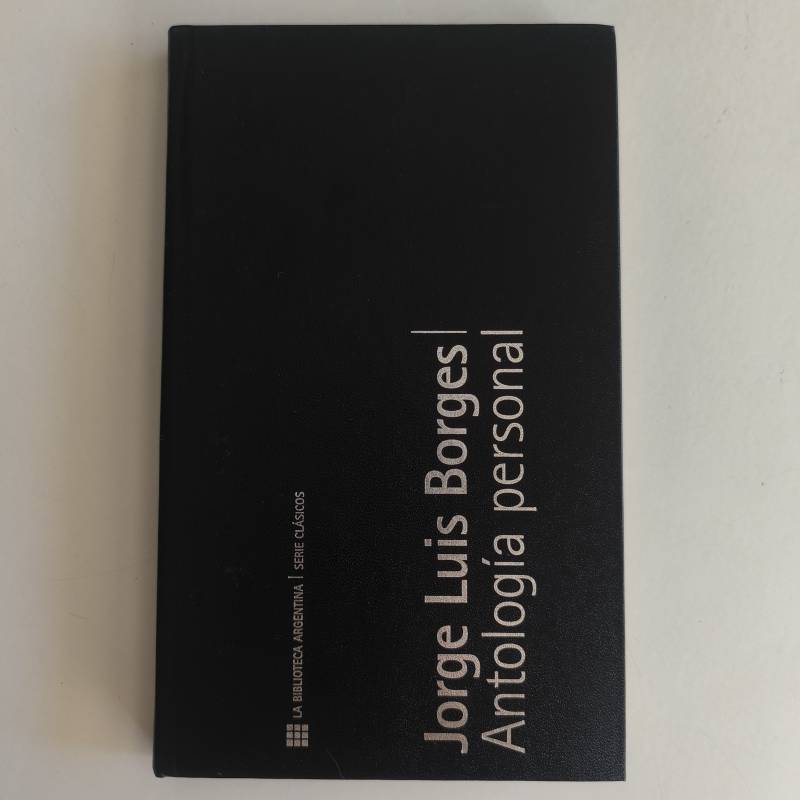 LA BIBLIOTECA ARGENTINA | SERIE CLÁSICOS
Jorge Luis Borges|
Antología personal